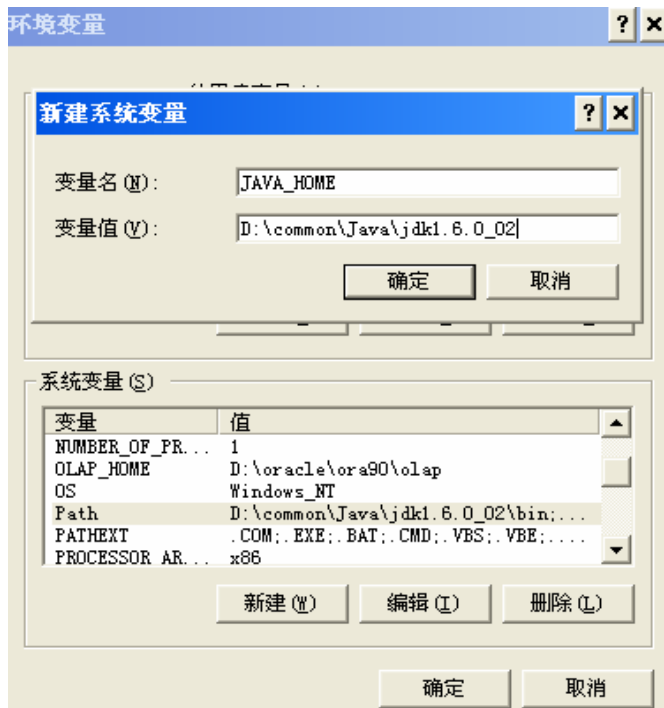 环境变量
新建系统变量
变量名(N):
JAVA_HOME
变量值(V):
D:\common\Java\jdk1.6.0_02
确定
取消
系统变量(S)
变量 值
NUMBER_OF_PR... 1
OLAP_HOME D:\oracle\ora90\olap
OS Windows_NT
Path D:\common\Java\jdk1.6.0_02\bin;...
PATHEXT .COM;.EXE;.BAT;.CMD;.VBS;.VBE;....
PROCESSOR AR... x86
新建(W) 编辑(I) 删除(L)
确定 取消